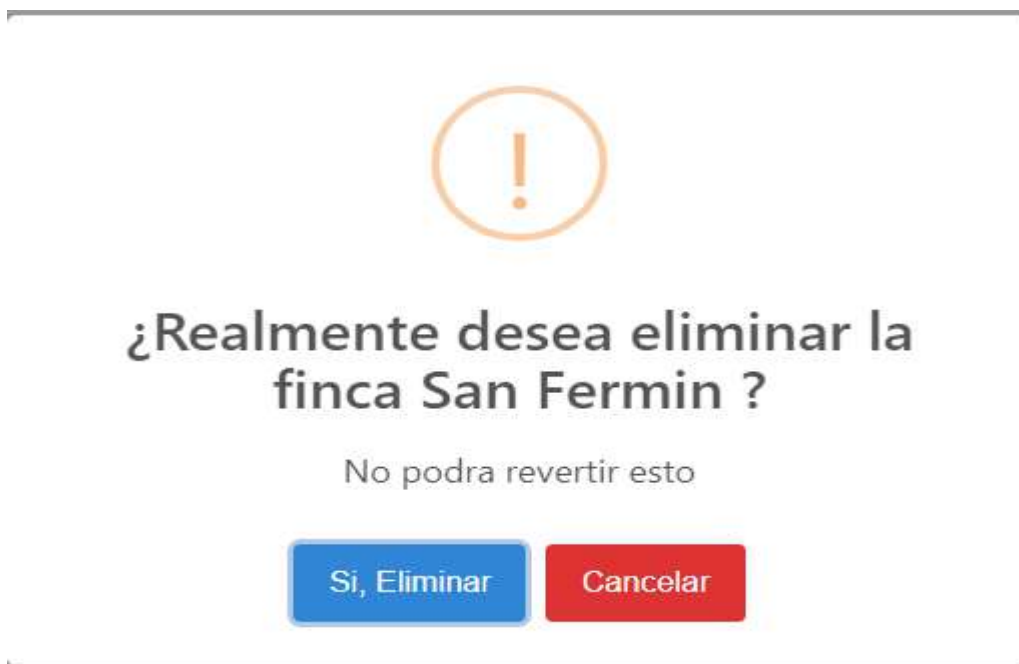 !
¿Realmente desea eliminar la
finca San Fermin ?
No podra revertir esto
Si, Eliminar
Cancelar